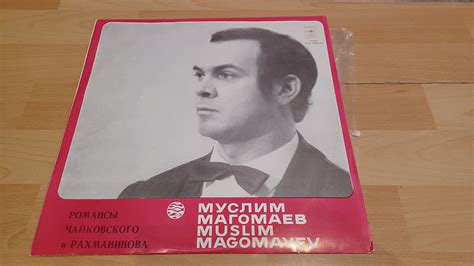 РОМАНСЫ
ЧАЙКОВСКОГО
и РАХМАНИНОВА
МУСЛИМ
МАГОМАЕВ
MUSLIM
MAGOMAYEV